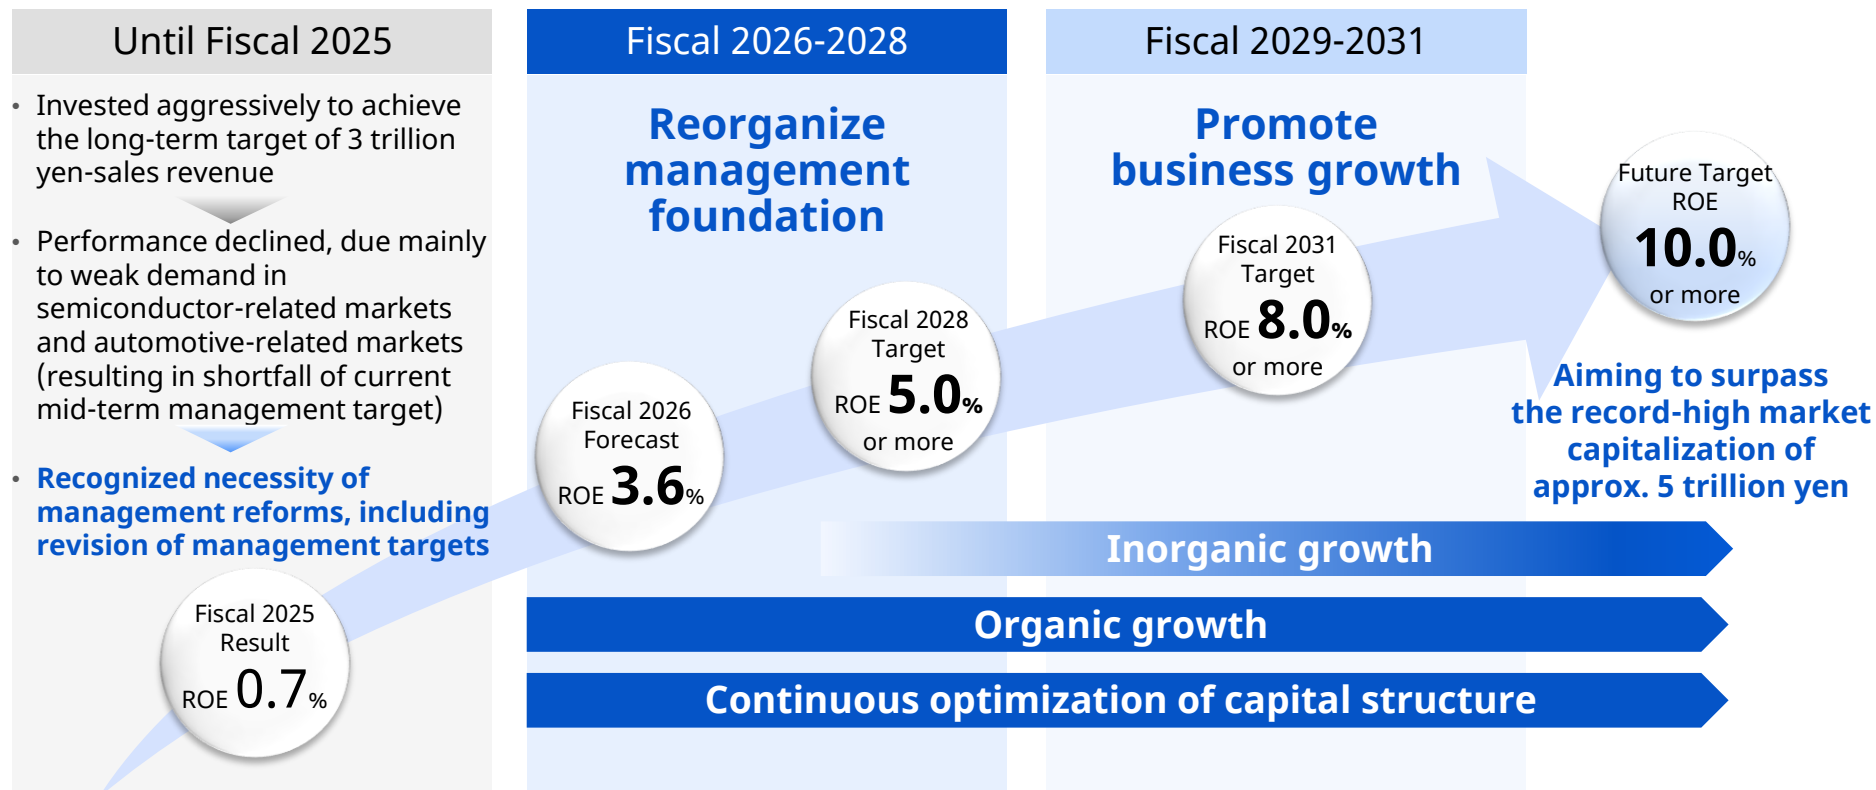 Until Fiscal 2025
• Invested aggressively to achieve
the long-term target of 3 trillion
yen-sales revenue
• Performance declined, due mainly
to weak demand in
semiconductor-related markets
and automotive-related markets
(resulting in shortfall of current
mid-term management target)
• Recognized necessity of
management reforms, including
revision of management targets
Fiscal 2025
Result
ROE 0.7%
Fiscal 2026-2028
Reorganize
management
foundation
Fiscal 2026
Forecast
ROE 3.6%
Fiscal 2028
Target
ROE 5.0%
or more
Fiscal 2029-2031
Promote
business growth
Fiscal 2031
Target
ROE 8.0%
or more
Future Target
ROE
10.0%
or more
Aiming to surpass
the record-high market
capitalization of
approx. 5 trillion yen
Inorganic growth
Organic growth
Continuous optimization of capital structure